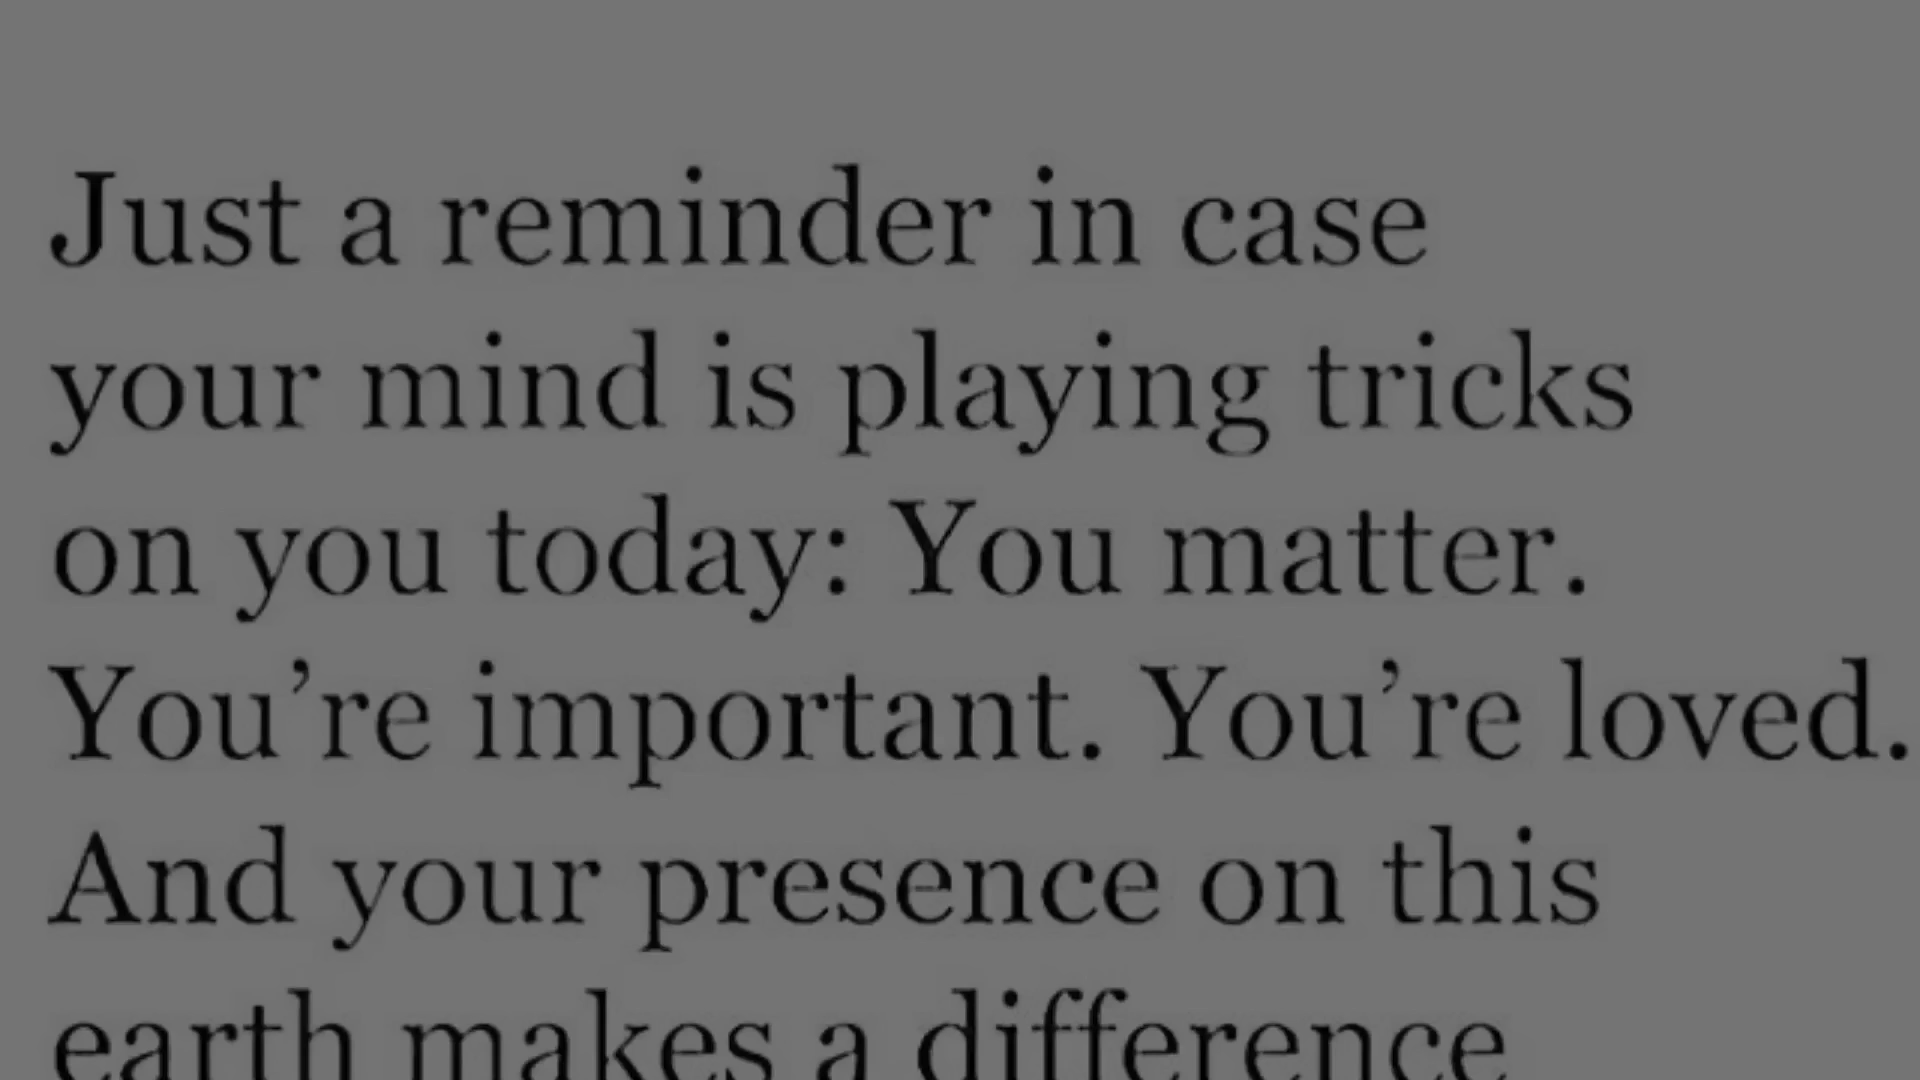 Just a reminder in case
your mind is playing tricks
on you today: You matter.
You’re important. You’re loved.
And your presence on this
earth makes a difference